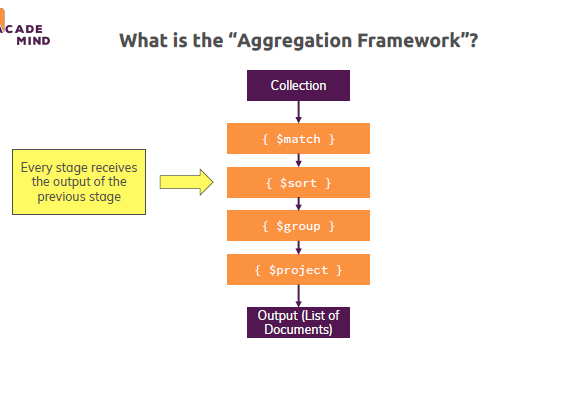 ACADE
MIND
What is the “Aggregation Framework”?
Collection
{ $match }
Every stage receives
the output of the
previous stage
{ $sort }
{ $group }
{ $project }
Output (List of
Documents)